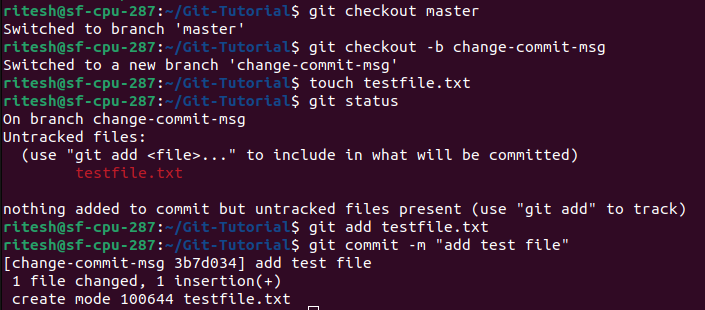 ritesh@sf-cpu-287:~/Git-Tutorial$ git checkout master
Switched to branch 'master'
ritesh@sf-cpu-287:~/Git-Tutorial$ git checkout -b change-commit-msg
Switched to a new branch 'change-commit-msg'
ritesh@sf-cpu-287:~/Git-Tutorial$ touch testfile.txt
ritesh@sf-cpu-287:~/Git-Tutorial$ git status
On branch change-commit-msg
Untracked files:
  (use "git add <file>..." to include in what will be committed)
        testfile.txt

nothing added to commit but untracked files present (use "git add" to track)
ritesh@sf-cpu-287:~/Git-Tutorial$ git add testfile.txt
ritesh@sf-cpu-287:~/Git-Tutorial$ git commit -m "add test file"
[change-commit-msg 3b7d034] add test file
 1 file changed, 1 insertion(+)
 create mode 100644 testfile.txt